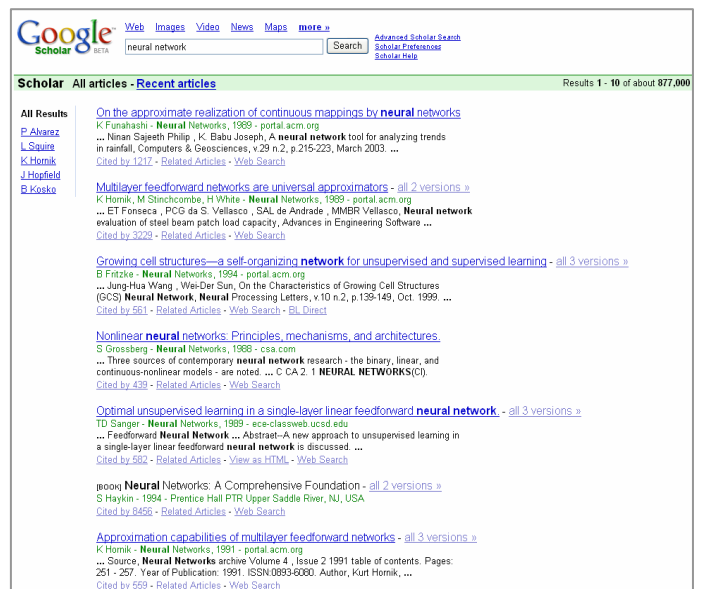 Google Scholar BETA
Web Images Video News Maps more »
neural network Search
Advanced Scholar Search
Scholar Preferences
Scholar Help
Scholar All articles - Recent articles Results 1 - 10 of about 877,000
All Results
P Alvarez
L Squire
K Hornik
J Hopfield
B Kosko
On the approximate realization of continuous mappings by neural networks
K Funahashi - Neural Networks, 1989 - portal.acm.org
... Ninan Sajeeth Philip , K. Babu Joseph, A neural network tool for analyzing trends
in rainfall, Computers & Geosciences, v.29 n.2, p.215-223, March 2003. ...
Cited by 1217 - Related Articles - Web Search
Multilayer feedforward networks are universal approximators - all 2 versions »
K Hornik, M Stinchcombe, H White - Neural Networks, 1989 - portal.acm.org
... ET Fonseca , PCG da S. Vellasco , SAL de Andrade , MMBR Vellasco, Neural network
evaluation of steel beam patch load capacity, Advances in Engineering Software ...
Cited by 3229 - Related Articles - Web Search
Growing cell structures—a self-organizing network for unsupervised and supervised learning - all 3 versions »
B Fritzke - Neural Networks, 1994 - portal.acm.org
... Jung-Hua Wang , Wei-Der Sun, On the Characteristics of Growing Cell Structures
(GCS) Neural Network, Neural Processing Letters, v.10 n.2, p.139-149, Oct. 1999. ...
Cited by 561 - Related Articles - Web Search - BL Direct
Nonlinear neural networks: Principles, mechanisms, and architectures.
S Grossberg - Neural Networks, 1988 - csa.com
... Three sources of contemporary neural network research - the binary, linear, and
continuous-nonlinear models - are noted. ... C CA 2. 1 NEURAL NETWORKS(CI).
Cited by 439 - Related Articles - Web Search
Optimal unsupervised learning in a single-layer linear feedforward neural network. - all 3 versions »
TD Sanger - Neural Networks, 1989 - ece-classweb.ucsd.edu
... Feedforward Neural Network ... Abstraet--A new approach to unsupervised learning in
a single-layer linear feedforward neural network is discussed. ...
Cited by 582 - Related Articles - View as HTML - Web Search
[BOOK] Neural Networks: A Comprehensive Foundation - all 2 versions »
S Haykin - 1994 - Prentice Hall PTR Upper Saddle River, NJ, USA
Cited by 8456 - Related Articles - Web Search
Approximation capabilities of multilayer feedforward networks - all 3 versions »
K Hornik - Neural Networks, 1991 - portal.acm.org
... Source, Neural Networks archive Volume 4 , Issue 2 1991 table of contents. Pages:
251 - 257. Year of Publication: 1991. ISSN:0893-6080. Author, Kurt Hornik, ...
Cited by 559 - Related Articles - Web Search